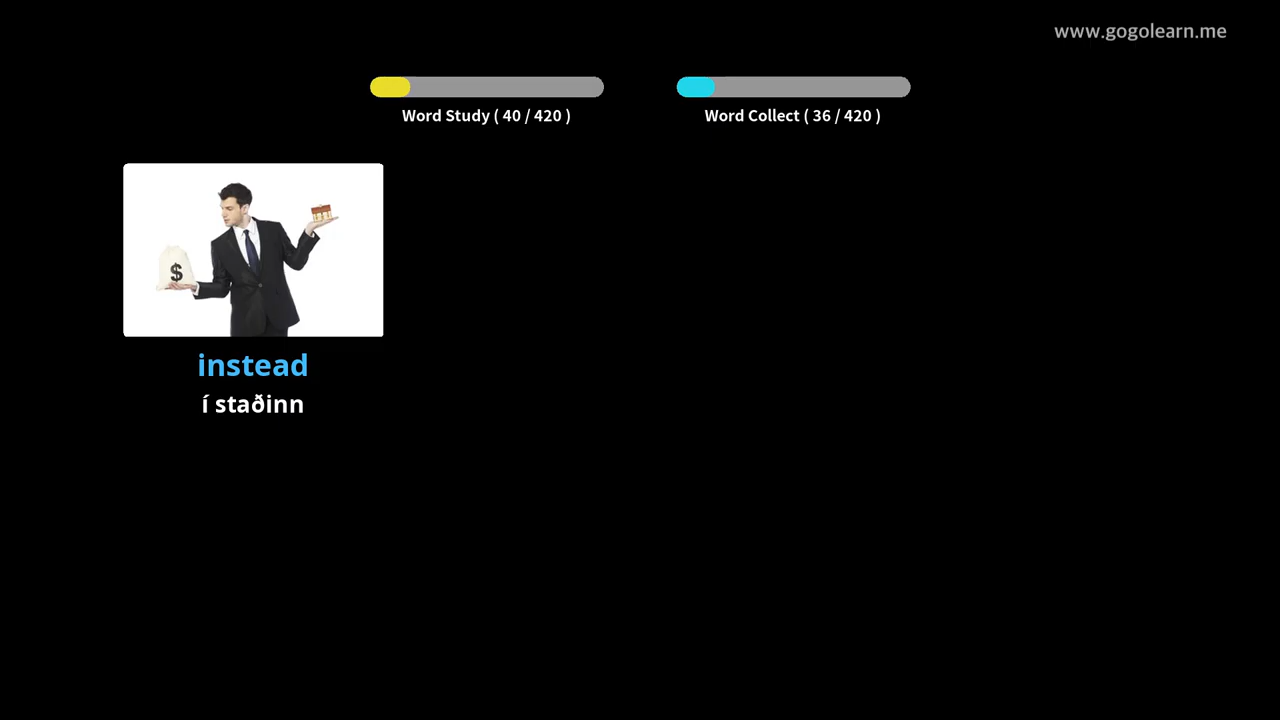 www.gogolearn.me
Word Study ( 40 / 420 )
Word Collect ( 36 / 420 )
$
instead
í staðinn